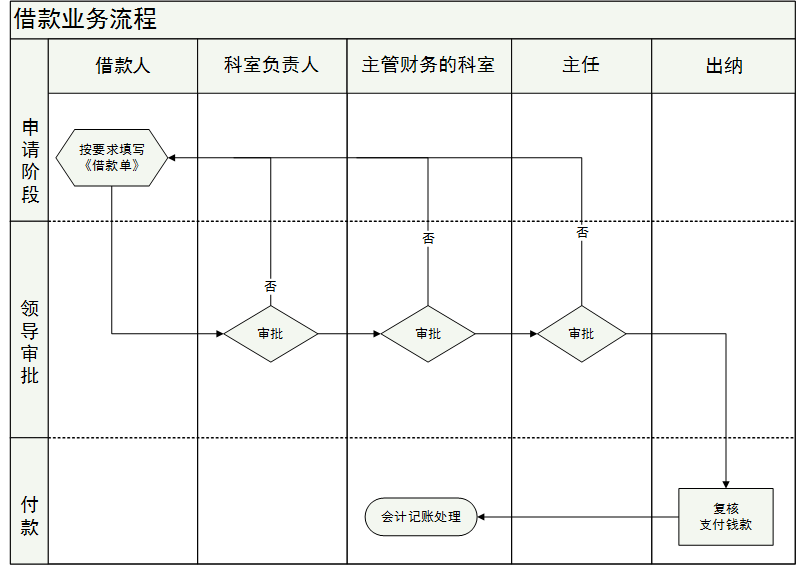 借款业务流程
借款人
科室负责人
主管财务的科室
主任
出纳
申请阶段
按要求填写
《借款单》
否
否
否
领导审批
审批
审批
审批
付款
会计记账处理
复核
支付钱款